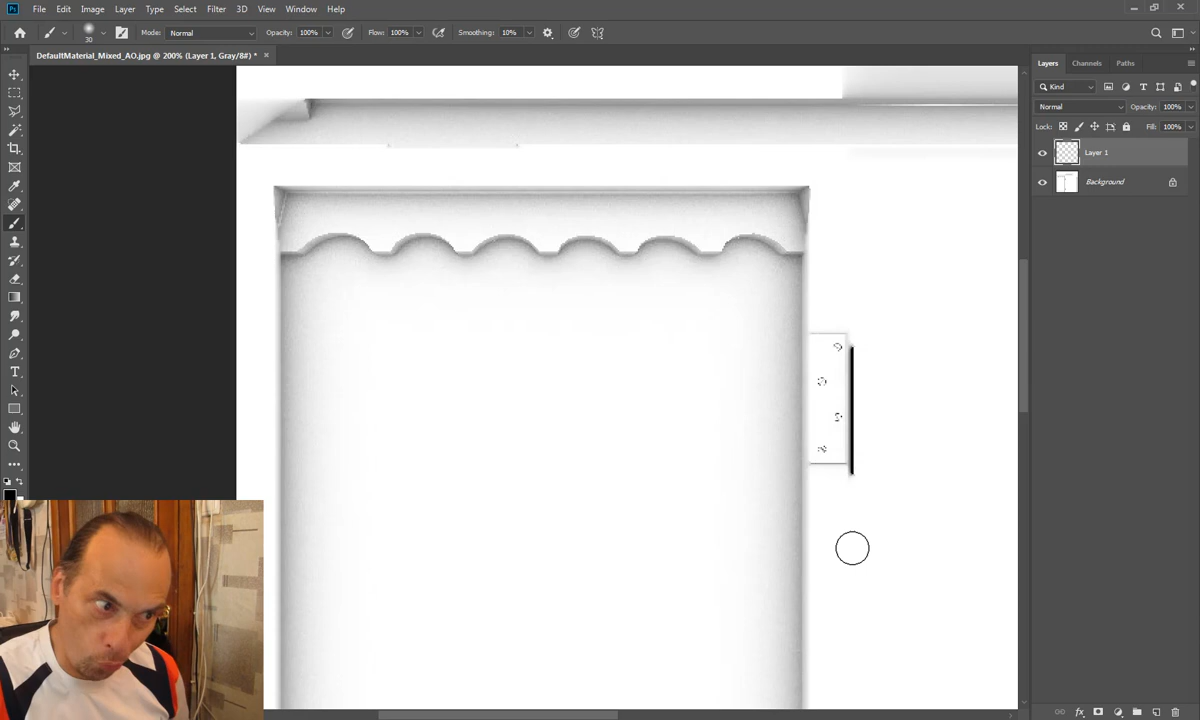 Ps File Edit Image Layer Type Select Filter 3D View Window Help
30 Mode: Normal Opacity: 100% Flow: 100% Smoothing: 10%
DefaultMaterial_Mixed_AO.jpg @ 200% (Layer 1, Gray/8#) * ×
Layers Channels Paths
Kind
Normal Opacity: 100%
Lock: Fill: 100%
Layer 1
Background